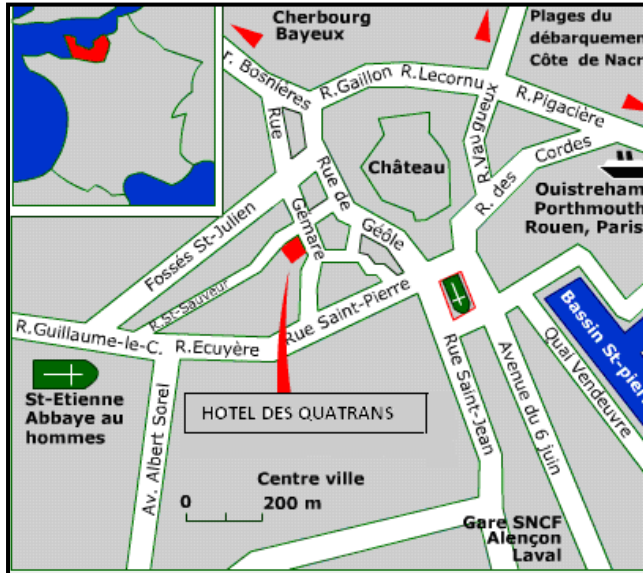 Cherbourg
Bayeux
Plages du
débarquemen
Côte de Nacr
r. Bosnières
R.Gaillon
R.Lecornu
R.Pigacière
Rue
Rue de
Géôle
Château
R.Vaugueux
R. des
Cordes
Ouistreham
Porthmouth
Rouen, Paris
Fossés St-Julien
Gémare
R.St-Sauveur
R.Guillaume-le-C.
R.Ecuyère
Rue Saint-Pierre
Bassin St-pier
Quai Vendeuvre
Avenue du 6 juin
Rue Saint-Jean
St-Etienne
Abbaye au
hommes
Av. Albert Sorel
HOTEL DES QUATRANS
Centre ville
0
200 m
Gare SNCF
Alençon
Laval